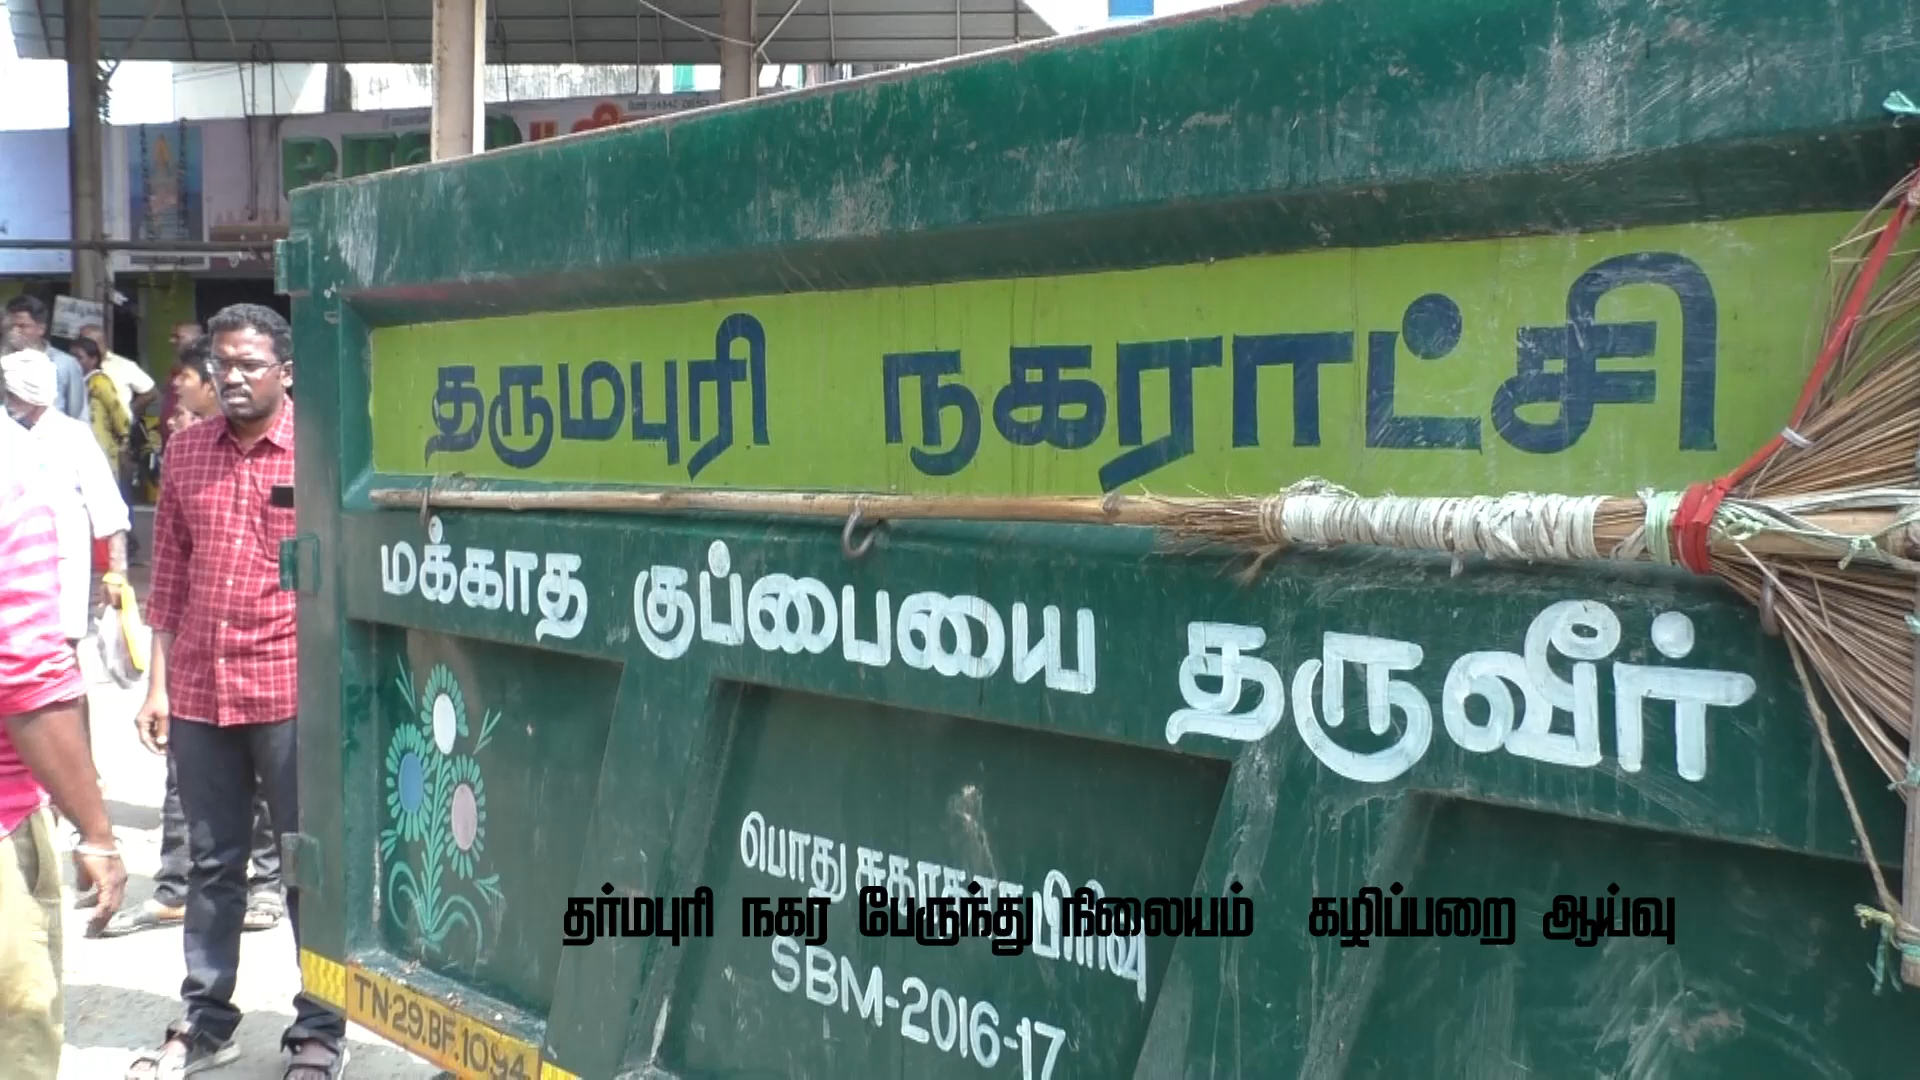 தருமபுரி நகராட்சி
மக்காத குப்பையை தருவீர்
பொது சுகாதார பிரிவு
SBM-2016-17
தர்மபுரி நகர பேருந்து நிலையம் கழிப்பறை ஆய்வு
TN.29.BF.1094